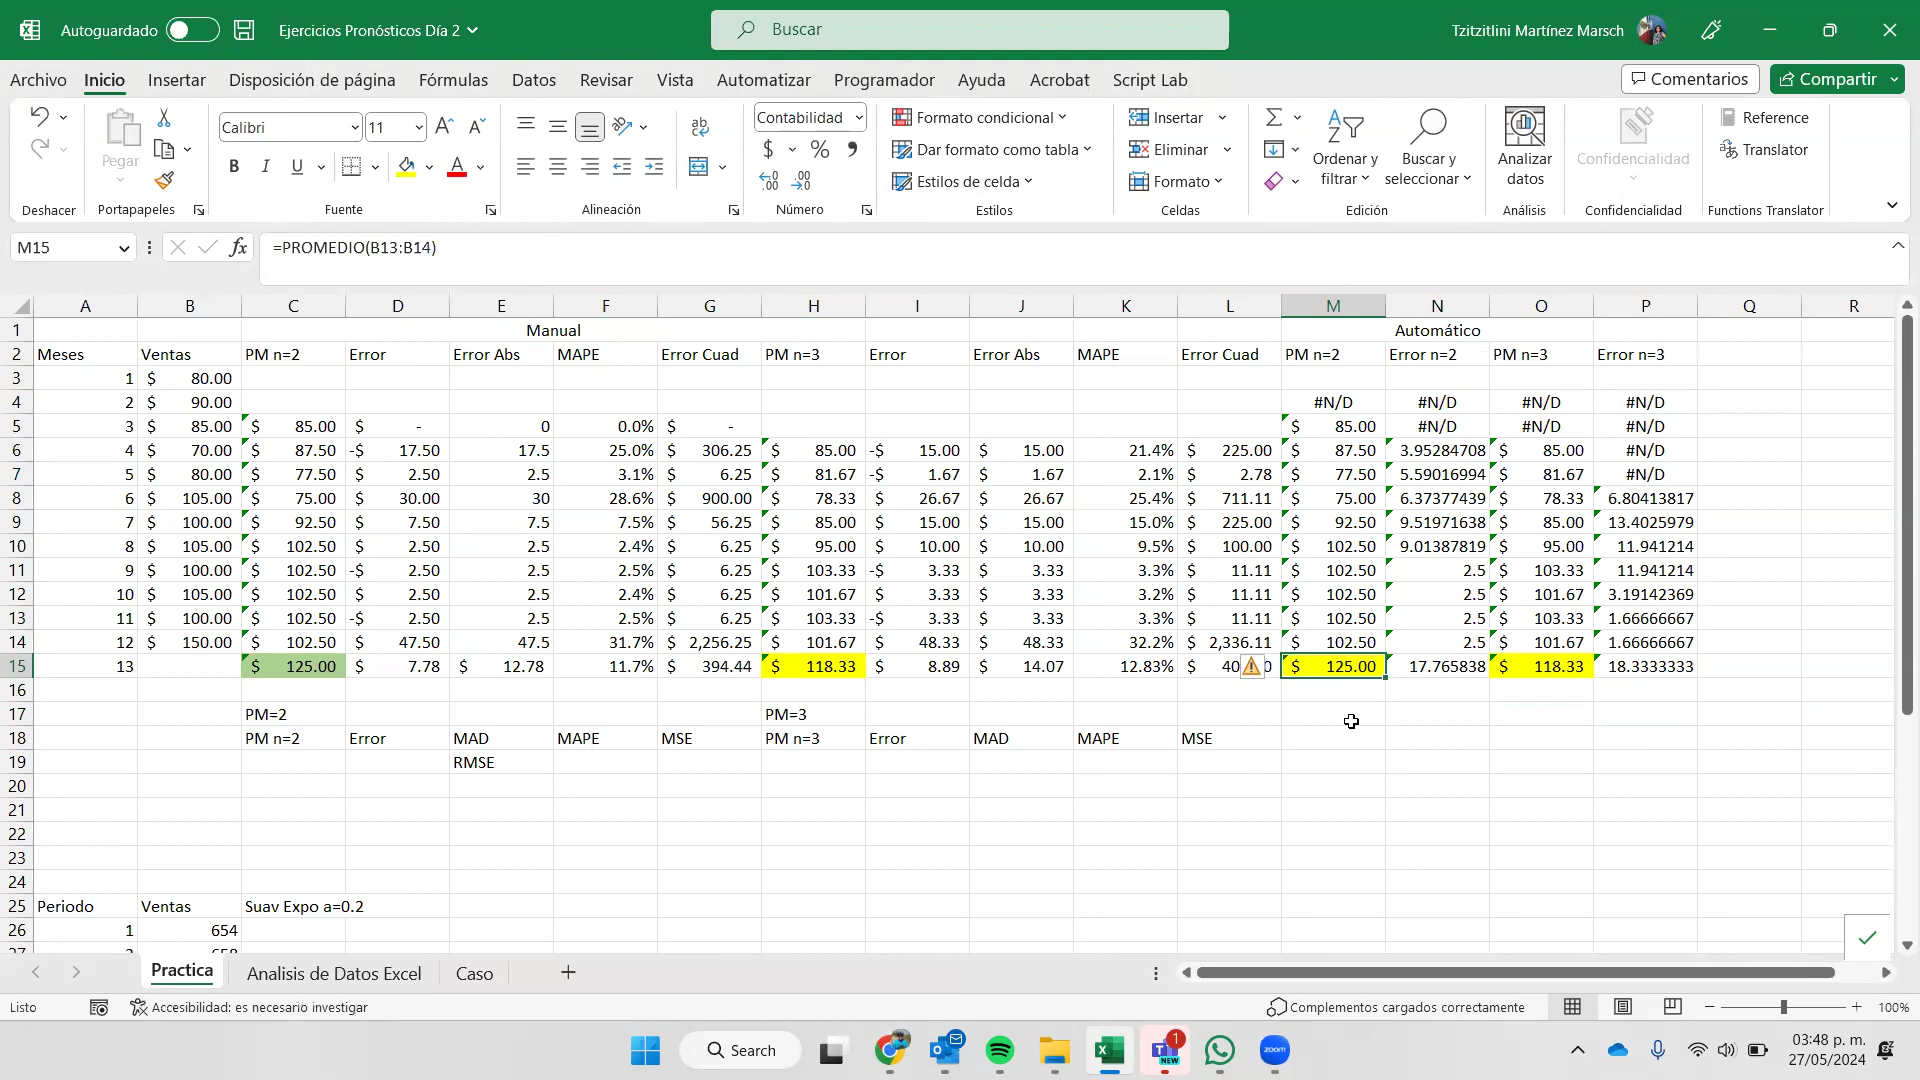 Autoguardado Ejercicios Pronósticos Día 2 Buscar Tzitzitlini Martínez Marsch
Archivo Inicio Insertar Disposición de página Fórmulas Datos Revisar Vista Automatizar Programador Ayuda Acrobat Script Lab Comentarios Compartir
Calibri 11 Contabilidad Formato condicional Insertar Reference
Pegar Dar formato como tabla Eliminar Ordenar y filtrar Buscar y seleccionar Analizar datos Confidencialidad Translator
N K S $ % Estilos de celda Formato
Deshacer Portapapeles Fuente Alineación Número Estilos Celdas Edición Análisis Confidencialidad Functions Translator
M15 fx =PROMEDIO(B13:B14)
A B C D E F G H I J K L M N O P Q R
1 Manual Automático
2 Meses Ventas PM n=2 Error Error Abs MAPE Error Cuad PM n=3 Error Error Abs MAPE Error Cuad PM n=2 Error n=2 PM n=3 Error n=3
3 1 $ 80.00
4 2 $ 90.00 #N/D #N/D #N/D #N/D
5 3 $ 85.00 $ 85.00 $ - 0 0.0% $ - $ 85.00 #N/D #N/D #N/D
6 4 $ 70.00 $ 87.50 -$ 17.50 17.5 25.0% $ 306.25 $ 85.00 -$ 15.00 $ 15.00 21.4% $ 225.00 $ 87.50 3.95284708 $ 85.00 #N/D
7 5 $ 80.00 $ 77.50 $ 2.50 2.5 3.1% $ 6.25 $ 81.67 -$ 1.67 $ 1.67 2.1% $ 2.78 $ 77.50 5.59016994 $ 81.67 #N/D
8 6 $ 105.00 $ 75.00 $ 30.00 30 28.6% $ 900.00 $ 78.33 $ 26.67 $ 26.67 25.4% $ 711.11 $ 75.00 6.37377439 $ 78.33 6.80413817
9 7 $ 100.00 $ 92.50 $ 7.50 7.5 7.5% $ 56.25 $ 85.00 $ 15.00 $ 15.00 15.0% $ 225.00 $ 92.50 9.51971638 $ 85.00 13.4025979
10 8 $ 105.00 $ 102.50 $ 2.50 2.5 2.4% $ 6.25 $ 95.00 $ 10.00 $ 10.00 9.5% $ 100.00 $ 102.50 9.01387819 $ 95.00 11.941214
11 9 $ 100.00 $ 102.50 -$ 2.50 2.5 2.5% $ 6.25 $ 103.33 -$ 3.33 $ 3.33 3.3% $ 11.11 $ 102.50 2.5 $ 103.33 11.941214
12 10 $ 105.00 $ 102.50 $ 2.50 2.5 2.4% $ 6.25 $ 101.67 $ 3.33 $ 3.33 3.2% $ 11.11 $ 102.50 2.5 $ 101.67 3.19142369
13 11 $ 100.00 $ 102.50 -$ 2.50 2.5 2.5% $ 6.25 $ 103.33 -$ 3.33 $ 3.33 3.3% $ 11.11 $ 102.50 2.5 $ 103.33 1.66666667
14 12 $ 150.00 $ 102.50 $ 47.50 47.5 31.7% $ 2,256.25 $ 101.67 $ 48.33 $ 48.33 32.2% $ 2,336.11 $ 102.50 2.5 $ 101.67 1.66666667
15 13 $ 125.00 $ 7.78 $ 12.78 11.7% $ 394.44 $ 118.33 $ 8.89 $ 14.07 12.83% $ $ 125.00 17.765838 $ 118.33 18.3333333
16
17 PM=2 PM=3
18 PM n=2 Error MAD MAPE MSE PM n=3 Error MAD MAPE MSE
19 RMSE
20
21
22
23
24
25 Periodo Ventas Suav Expo a=0.2
26 1 654
Practica Analisis de Datos Excel Caso
Listo Accesibilidad: es necesario investigar Complementos cargados correctamente 100%
Search 1 NEW zoom 03:48 p. m.
27/05/2024